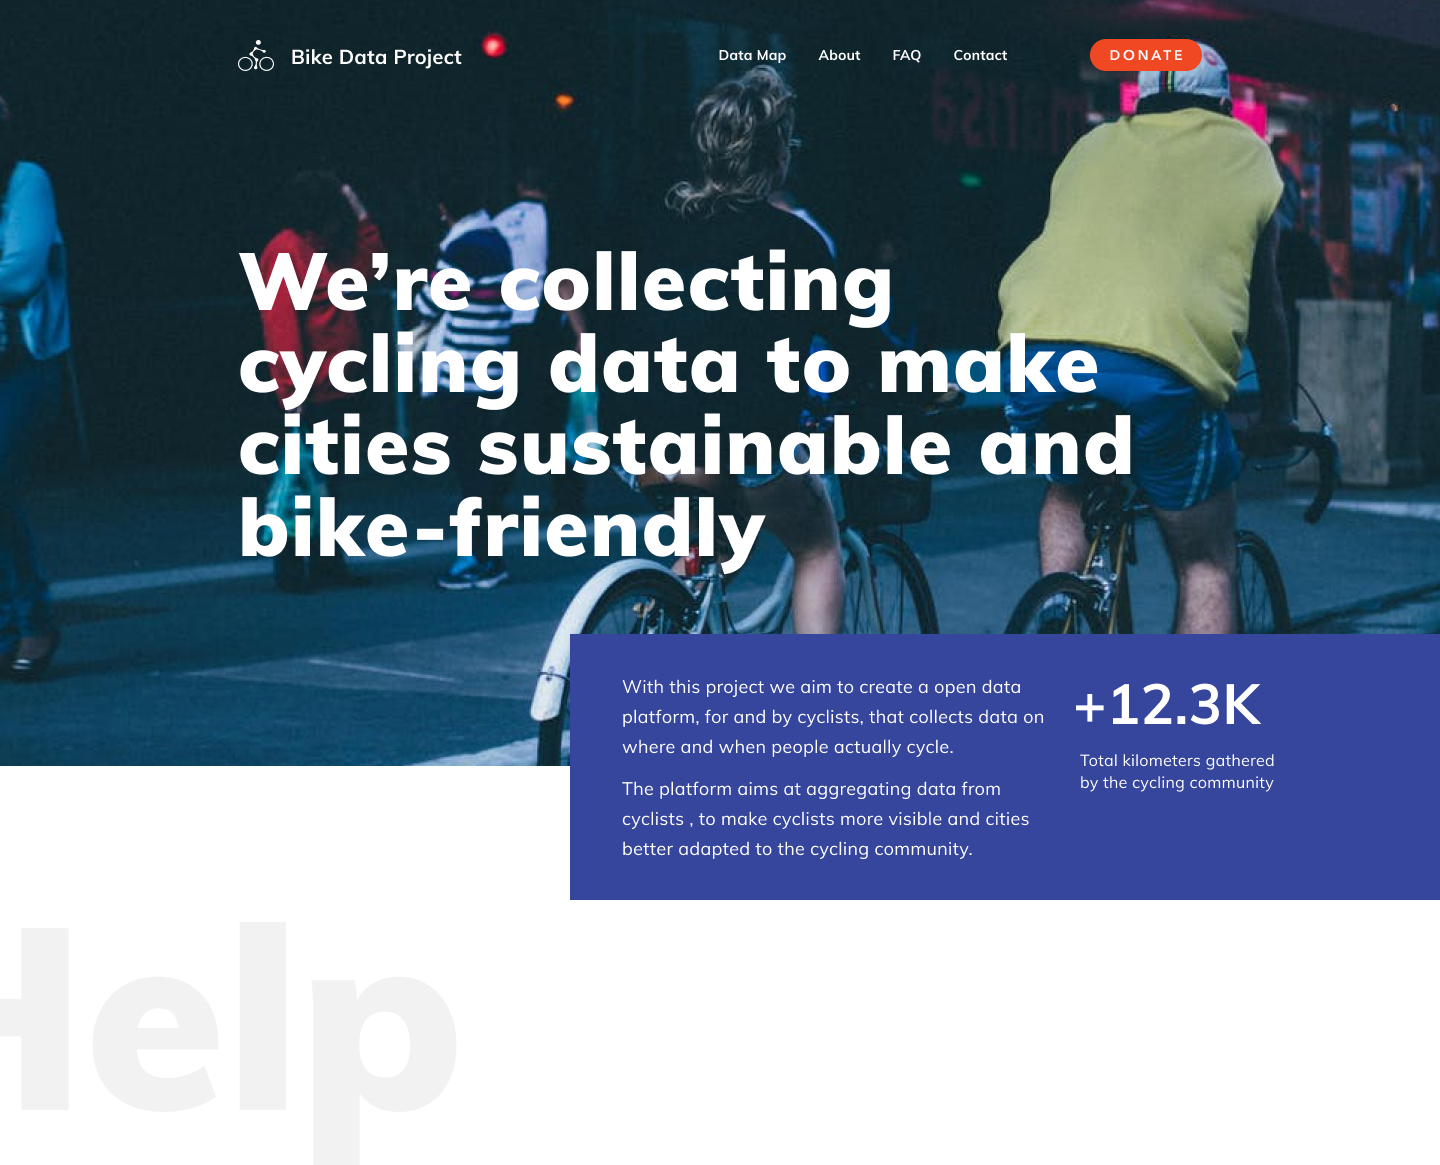 Bike Data Project
Data Map
About
FAQ
Contact
DONATE
We’re collecting
cycling data to make
cities sustainable and
bike-friendly
With this project we aim to create a open data
platform, for and by cyclists, that collects data on
where and when people actually cycle.
The platform aims at aggregating data from
cyclists , to make cyclists more visible and cities
better adapted to the cycling community.
+12.3K
Total kilometers gathered
by the cycling community
Help